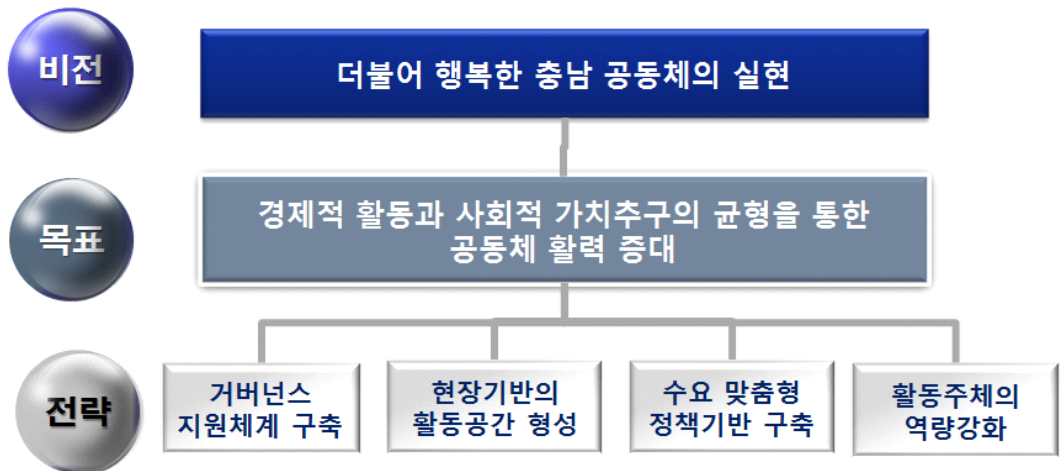 비전
더불어 행복한 충남 공동체의 실현
목표
경제적 활동과 사회적 가치추구의 균형을 통한
공동체 활력 증대
전략
거버넌스
지원체계 구축
현장기반의
활동공간 형성
수요 맞춤형
정책기반 구축
활동주체의
역량강화